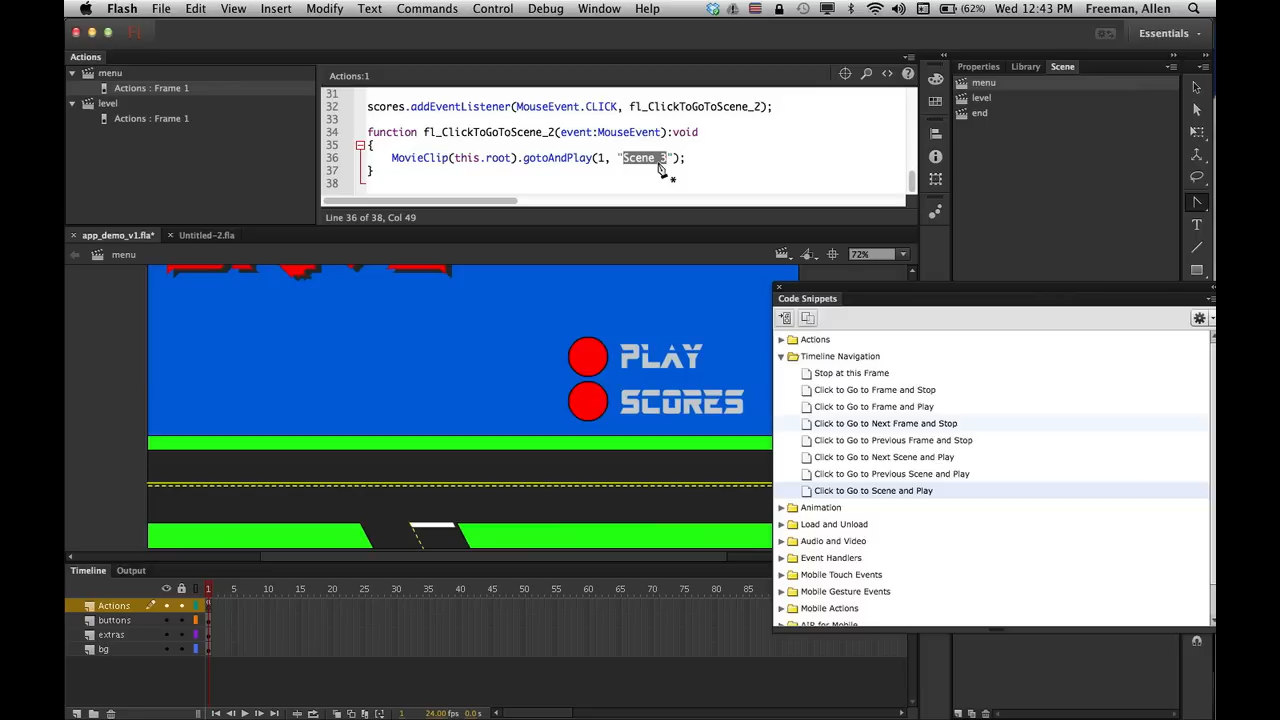 Flash File Edit View Insert Modify Text Commands Control Debug Window Help (62%) Wed 12:43 PM Freeman, Allen
Essentials
Actions
menu
Actions : Frame 1
level
Actions : Frame 1
Actions:1
31
32 scores.addEventListener(MouseEvent.CLICK, fl_ClickToGoToScene_2);
33
34 function fl_ClickToGoToScene_2(event:MouseEvent):void
35 {
36 MovieClip(this.root).gotoAndPlay(1, "Scene 3");
37 }
38
Line 36 of 38, Col 49
Properties Library Scene
menu
level
end
app_demo_v1.fla* Untitled-2.fla
menu 72%
PLAY
SCORES
Code Snippets
Actions
Timeline Navigation
Stop at this Frame
Click to Go to Frame and Stop
Click to Go to Frame and Play
Click to Go to Next Frame and Stop
Click to Go to Previous Frame and Stop
Click to Go to Next Scene and Play
Click to Go to Previous Scene and Play
Click to Go to Scene and Play
Animation
Load and Unload
Audio and Video
Event Handlers
Mobile Touch Events
Mobile Gesture Events
Mobile Actions
AIR for Mobile
Timeline Output
1 5 10 15 20 25 30 35 40 45 50 55 60 65 70 75 80 85
Actions
buttons
extras
bg
1 24.00 fps 0.0 s